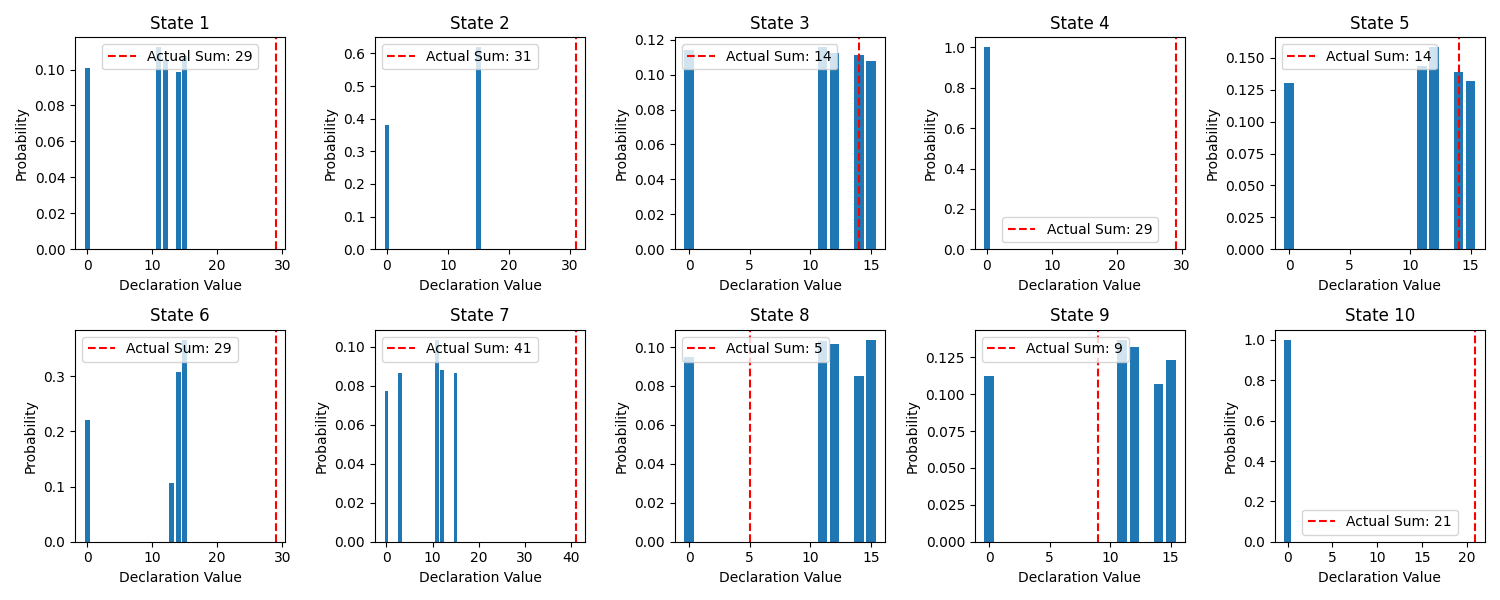 State 1
Actual Sum: 29
0.10
0.08
0.06
0.04
0.02
0.00
Probability
0 10 20 30
Declaration Value
State 2
Actual Sum: 31
0.6
0.5
0.4
0.3
0.2
0.1
0.0
Probability
0 10 20 30
Declaration Value
State 3
Actual Sum: 14
0.12
0.10
0.08
0.06
0.04
0.02
0.00
Probability
0 5 10 15
Declaration Value
State 4
Actual Sum: 29
1.0
0.8
0.6
0.4
0.2
0.0
Probability
0 10 20 30
Declaration Value
State 5
Actual Sum: 14
0.150
0.125
0.100
0.075
0.050
0.025
0.000
Probability
0 5 10 15
Declaration Value
State 6
Actual Sum: 29
0.3
0.2
0.1
0.0
Probability
0 10 20 30
Declaration Value
State 7
Actual Sum: 41
0.10
0.08
0.06
0.04
0.02
0.00
Probability
0 10 20 30 40
Declaration Value
State 8
Actual Sum: 5
0.10
0.08
0.06
0.04
0.02
0.00
Probability
0 5 10 15
Declaration Value
State 9
Actual Sum: 9
0.125
0.100
0.075
0.050
0.025
0.000
Probability
0 5 10 15
Declaration Value
State 10
Actual Sum: 21
1.0
0.8
0.6
0.4
0.2
0.0
Probability
0 5 10 15 20
Declaration Value